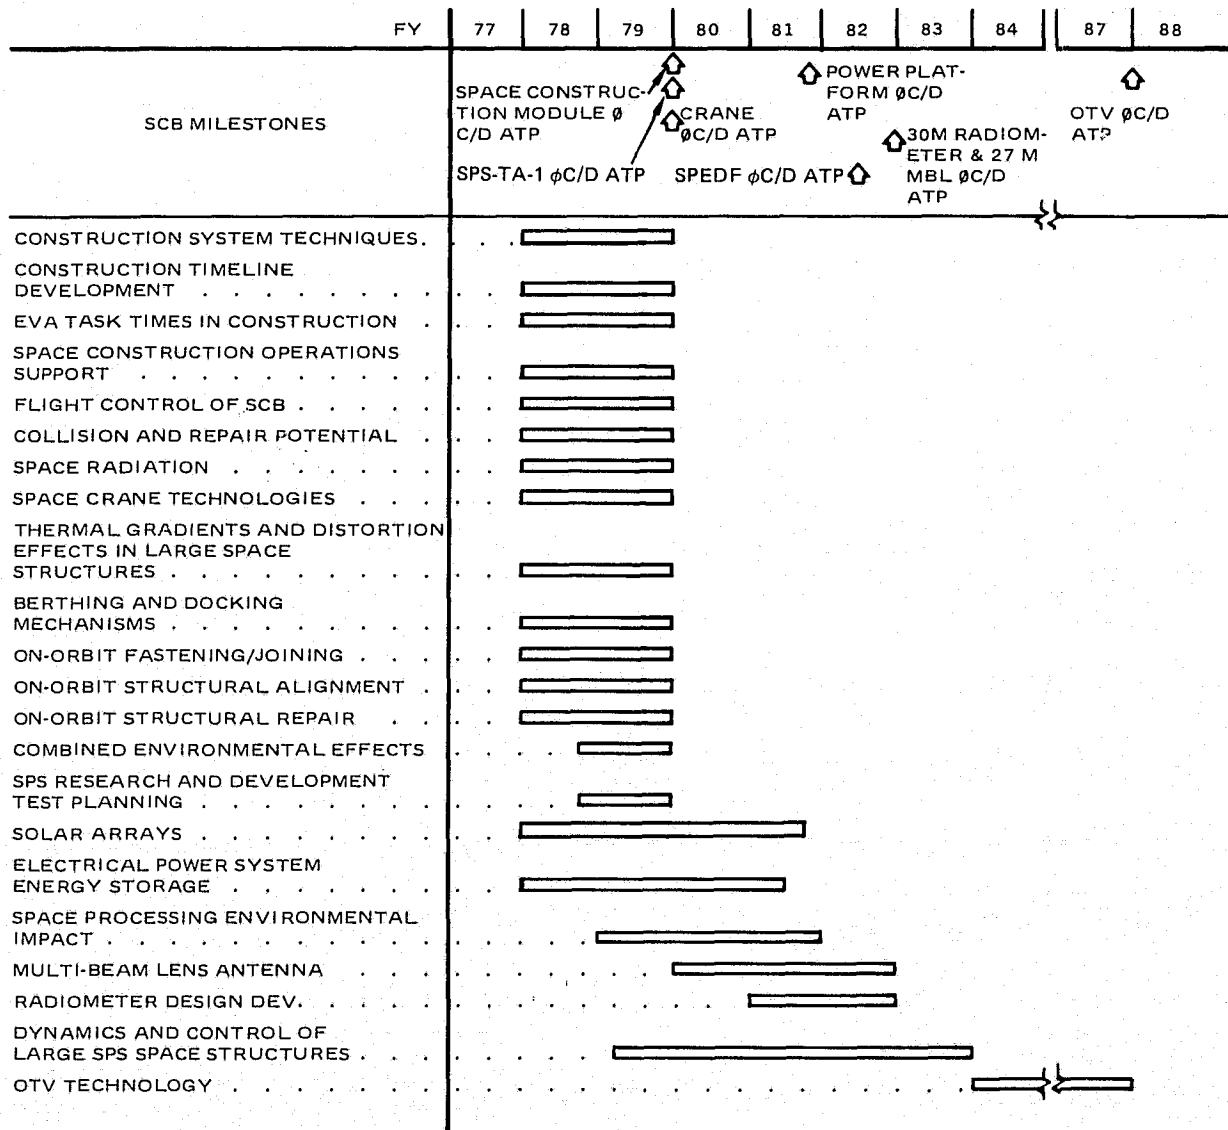 FY 77 78 79 80 81 82 83 84 87 88
SCB MILESTONES
SPACE CONSTRUC-
TION MODULE Ø
C/D ATP
SPS-TA-1 φC/D ATP
CRANE
ØC/D ATP
SPEDF φC/D ATP
POWER PLAT-
FORM ØC/D
ATP
30M RADIOM-
ETER & 27 M
MBL ØC/D
ATP
OTV ØC/D
ATP
CONSTRUCTION SYSTEM TECHNIQUES.
CONSTRUCTION TIMELINE
DEVELOPMENT
EVA TASK TIMES IN CONSTRUCTION
SPACE CONSTRUCTION OPERATIONS
SUPPORT
FLIGHT CONTROL OF SCB
COLLISION AND REPAIR POTENTIAL
SPACE RADIATION
SPACE CRANE TECHNOLOGIES
THERMAL GRADIENTS AND DISTORTION
EFFECTS IN LARGE SPACE
STRUCTURES
BERTHING AND DOCKING
MECHANISMS
ON-ORBIT FASTENING/JOINING
ON-ORBIT STRUCTURAL ALIGNMENT
ON-ORBIT STRUCTURAL REPAIR
COMBINED ENVIRONMENTAL EFFECTS
SPS RESEARCH AND DEVELOPMENT
TEST PLANNING
SOLAR ARRAYS
ELECTRICAL POWER SYSTEM
ENERGY STORAGE
SPACE PROCESSING ENVIRONMENTAL
IMPACT
MULTI-BEAM LENS ANTENNA
RADIOMETER DESIGN DEV.
DYNAMICS AND CONTROL OF
LARGE SPS SPACE STRUCTURES
OTV TECHNOLOGY